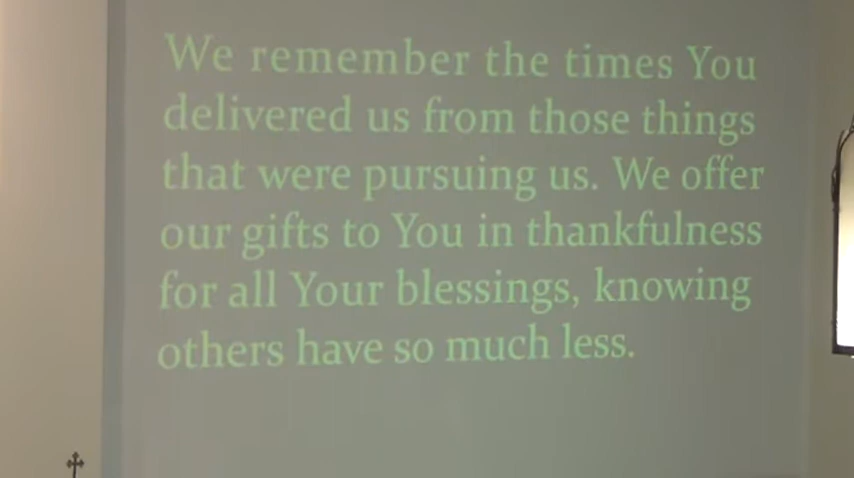 We remember the times You
delivered us from those things
that were pursuing us. We offer
our gifts to You in thankfulness
for all Your blessings, knowing
others have so much less.